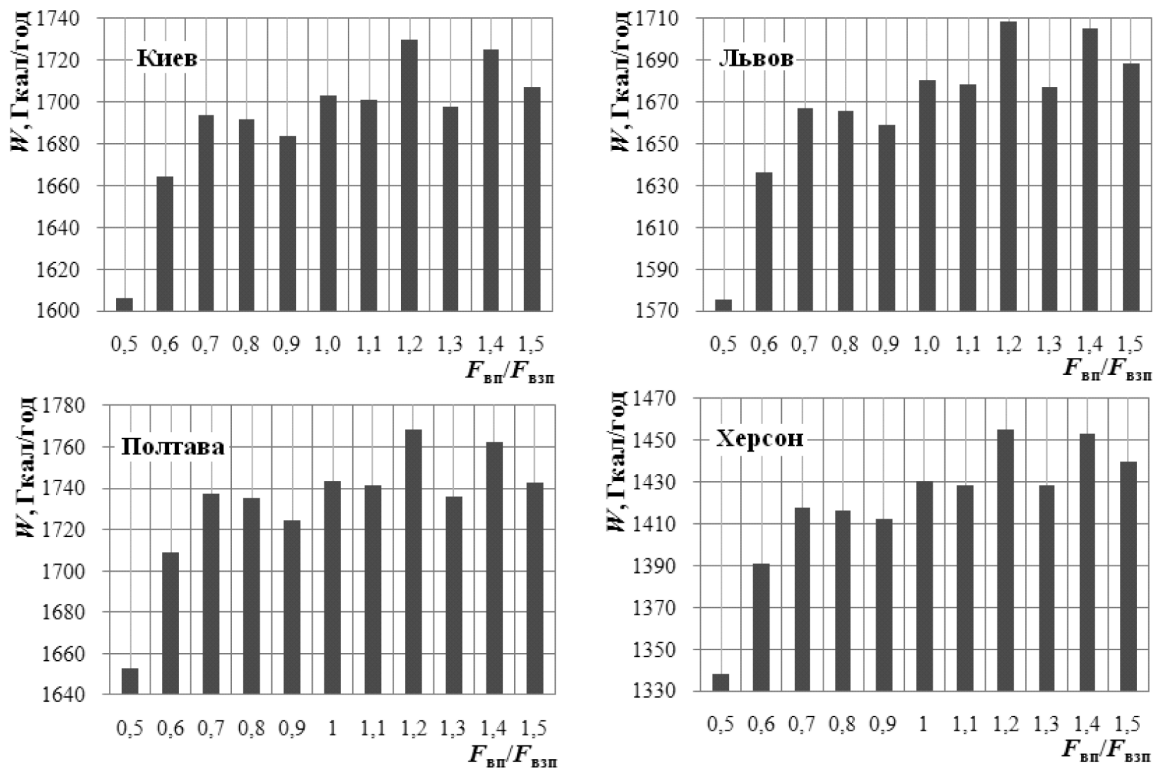 Киев
W, Гкал/год
1740
1720
1700
1680
1660
1640
1620
1600
0,5 0,6 0,7 0,8 0,9 1,0 1,1 1,2 1,3 1,4 1,5
Fвп/Fвзп
Львов
W, Гкал/год
1710
1690
1670
1650
1630
1610
1590
1570
0,5 0,6 0,7 0,8 0,9 1,0 1,1 1,2 1,3 1,4 1,5
Fвп/Fвзп
Полтава
W, Гкал/год
1780
1760
1740
1720
1700
1680
1660
1640
0,5 0,6 0,7 0,8 0,9 1 1,1 1,2 1,3 1,4 1,5
Fвп/Fвзп
Херсон
W, Гкал/год
1470
1450
1430
1410
1390
1370
1350
1330
0,5 0,6 0,7 0,8 0,9 1 1,1 1,2 1,3 1,4 1,5
Fвп/Fвзп